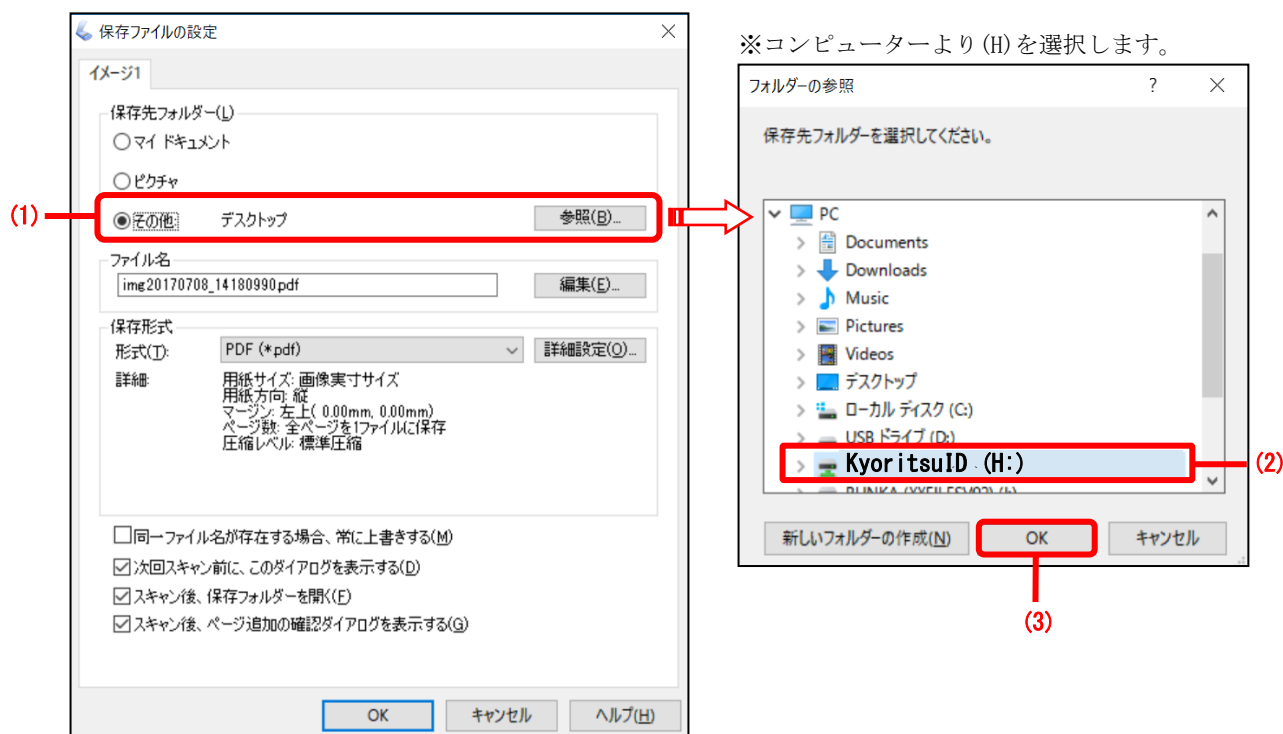 保存ファイルの設定
イメージ1
保存先フォルダー(L)
マイ ドキュメント
ピクチャ
(1)
その他 デスクトップ 参照(B)...
ファイル名
img20170708_14180990.pdf 編集(E)...
保存形式
形式(T): PDF (*.pdf) 詳細設定(O)...
詳細: 用紙サイズ: 画像実寸サイズ
用紙方向: 縦
マージン: 左上( 0.00mm, 0.00mm)
ページ数: 全ページを1ファイルに保存
圧縮レベル: 標準圧縮
同一ファイル名が存在する場合、常に上書きする(M)
次回スキャン前に、このダイアログを表示する(D)
スキャン後、保存フォルダーを開く(F)
スキャン後、ページ追加の確認ダイアログを表示する(G)
OK キャンセル ヘルプ(H)
※コンピューターより(H)を選択します。
フォルダーの参照 ?
保存先フォルダーを選択してください。
PC
Documents
Downloads
Music
Pictures
Videos
デスクトップ
ローカル ディスク (C:)
USB ドライブ (D:)
KyoritsuID (H:)
(2)
新しいフォルダーの作成(N) OK キャンセル
(3)